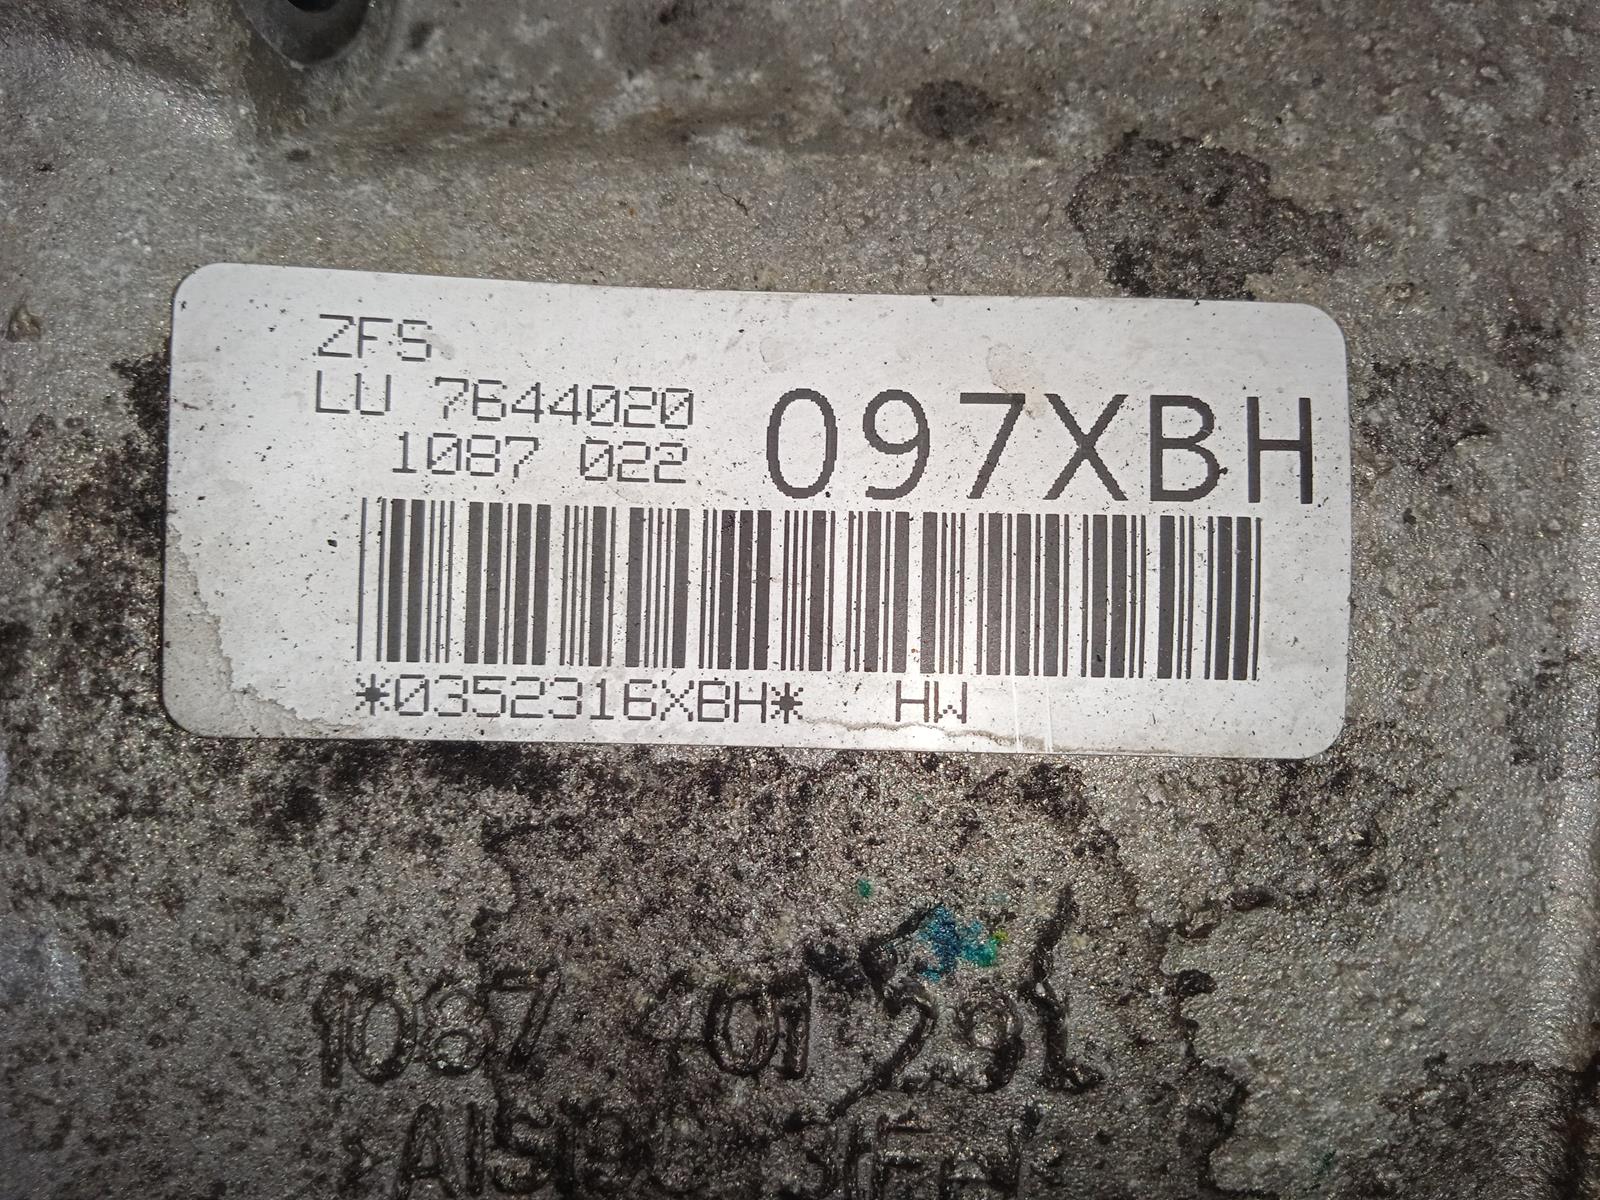 ZFS
LU 7644020
1087 022
097XBH
*0352316XBH* HW
1087 401 291